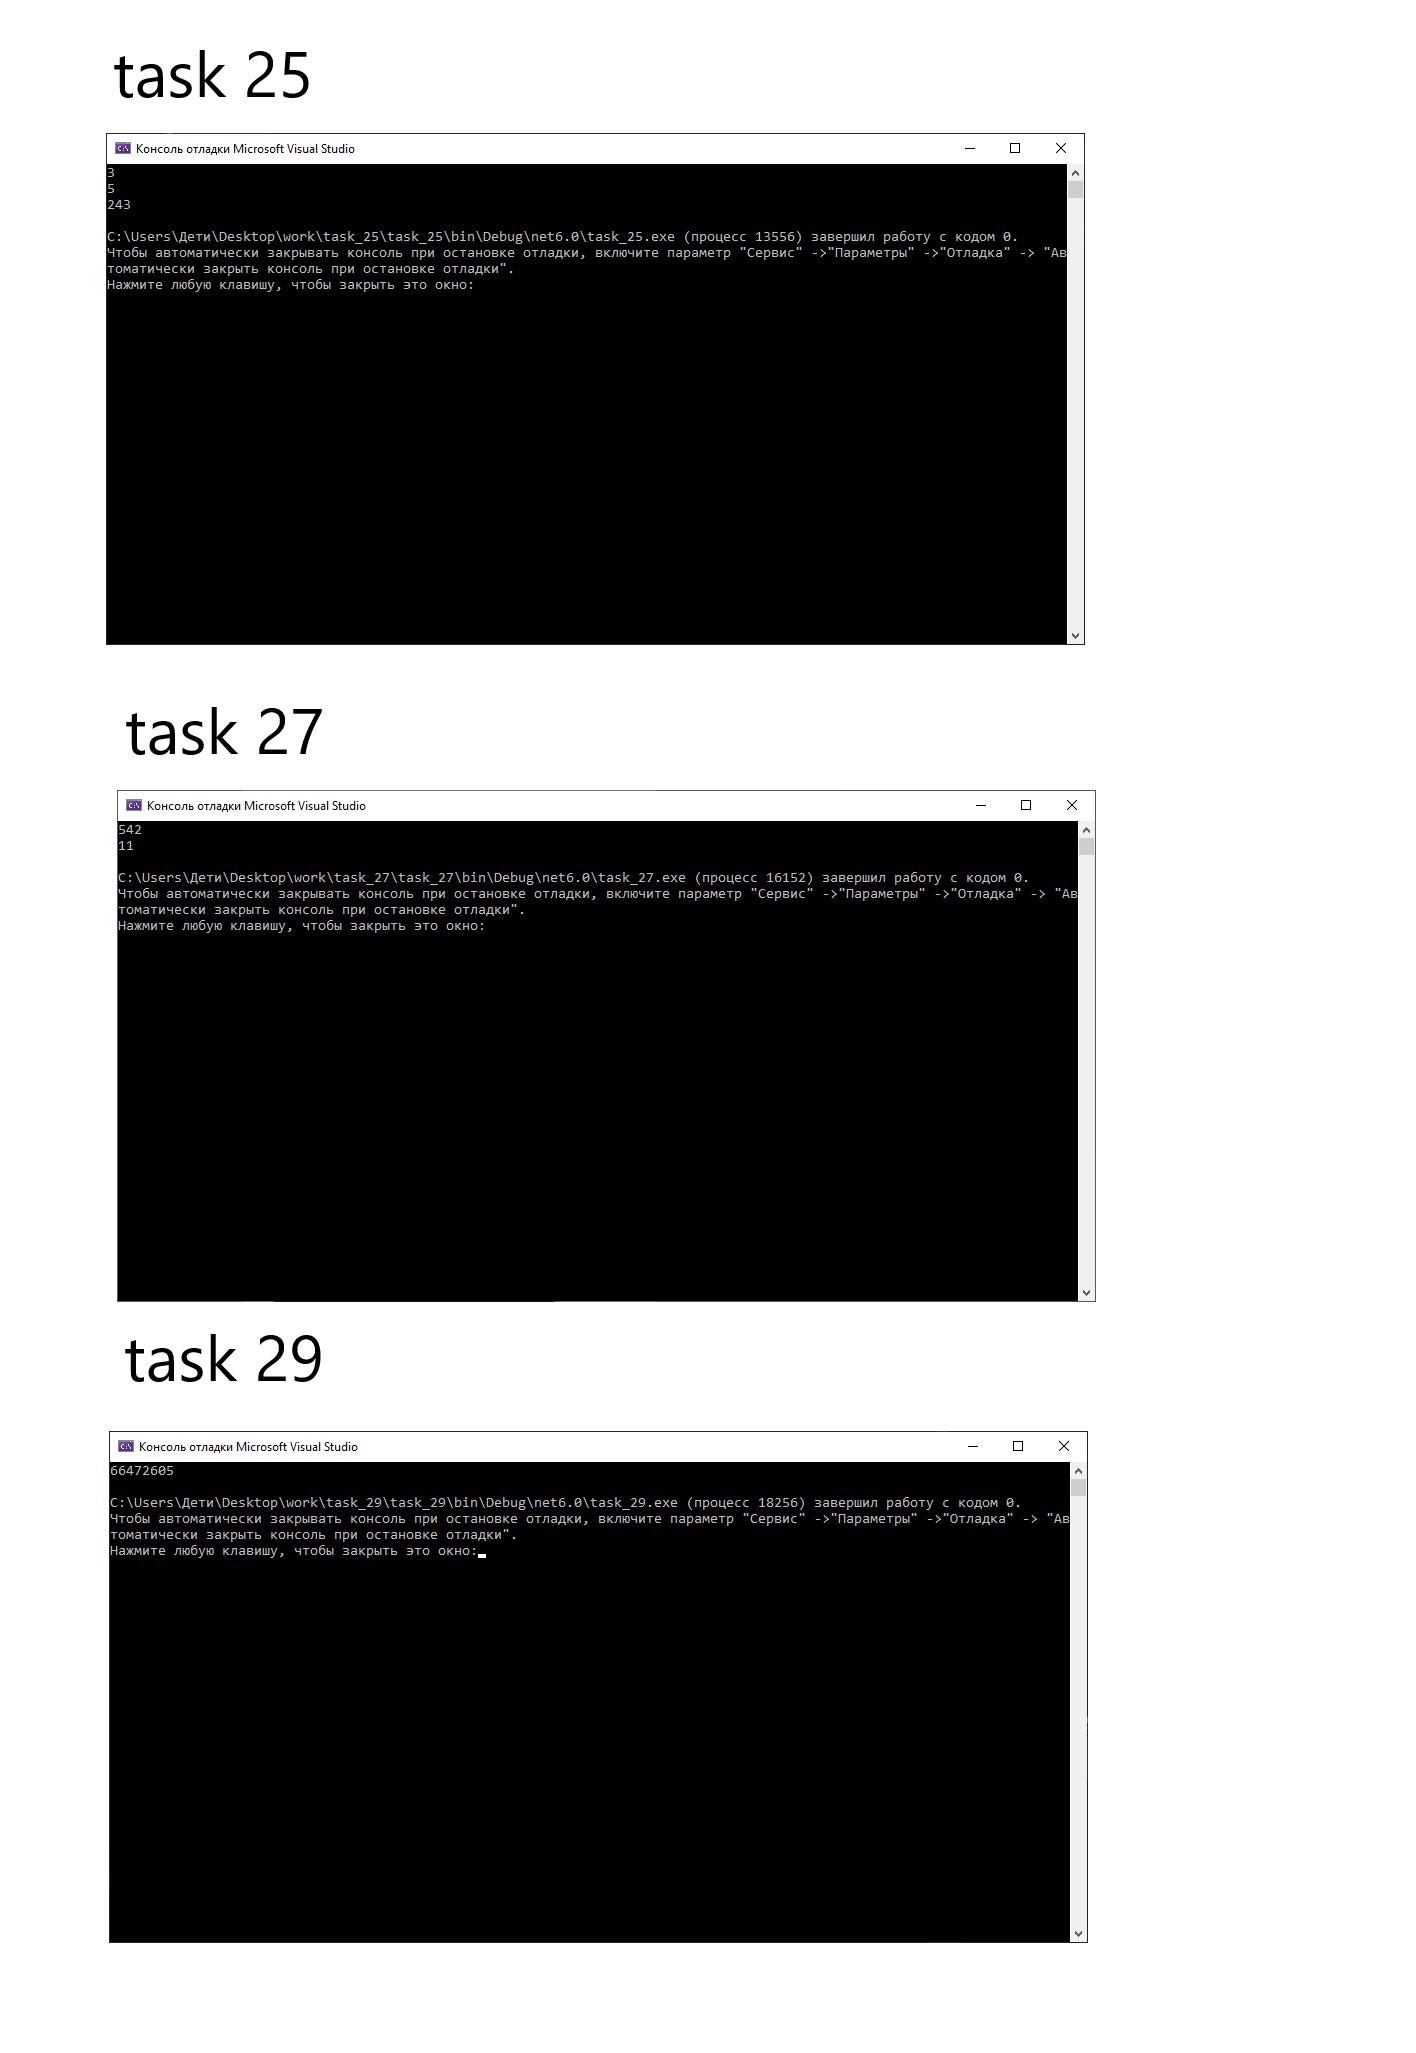 task 25
Консоль отладки Microsoft Visual Studio
3
5
243
C:\Users\Дети\Desktop\work\task_25\task_25\bin\Debug\net6.0\task_25.exe (процесс 13556) завершил работу с кодом 0.
Чтобы автоматически закрывать консоль при остановке отладки, включите параметр "Сервис" ->"Параметры" ->"Отладка" -> "Ав
томатически закрыть консоль при остановке отладки".
Нажмите любую клавишу, чтобы закрыть это окно:
task 27
Консоль отладки Microsoft Visual Studio
542
11
C:\Users\Дети\Desktop\work\task_27\task_27\bin\Debug\net6.0\task_27.exe (процесс 16152) завершил работу с кодом 0.
Чтобы автоматически закрывать консоль при остановке отладки, включите параметр "Сервис" ->"Параметры" ->"Отладка" -> "Ав
томатически закрыть консоль при остановке отладки".
Нажмите любую клавишу, чтобы закрыть это окно:
task 29
Консоль отладки Microsoft Visual Studio
66472605
C:\Users\Дети\Desktop\work\task_29\task_29\bin\Debug\net6.0\task_29.exe (процесс 18256) завершил работу с кодом 0.
Чтобы автоматически закрывать консоль при остановке отладки, включите параметр "Сервис" ->"Параметры" ->"Отладка" -> "Ав
томатически закрыть консоль при остановке отладки".
Нажмите любую клавишу, чтобы закрыть это окно: